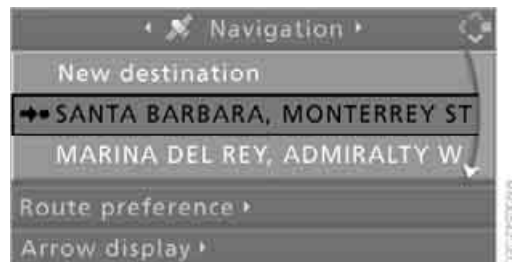 Navigation
New destination
SANTA BARBARA, MONTERREY ST
MARINA DEL REY, ADMIRALTY W
Route preference
Arrow display